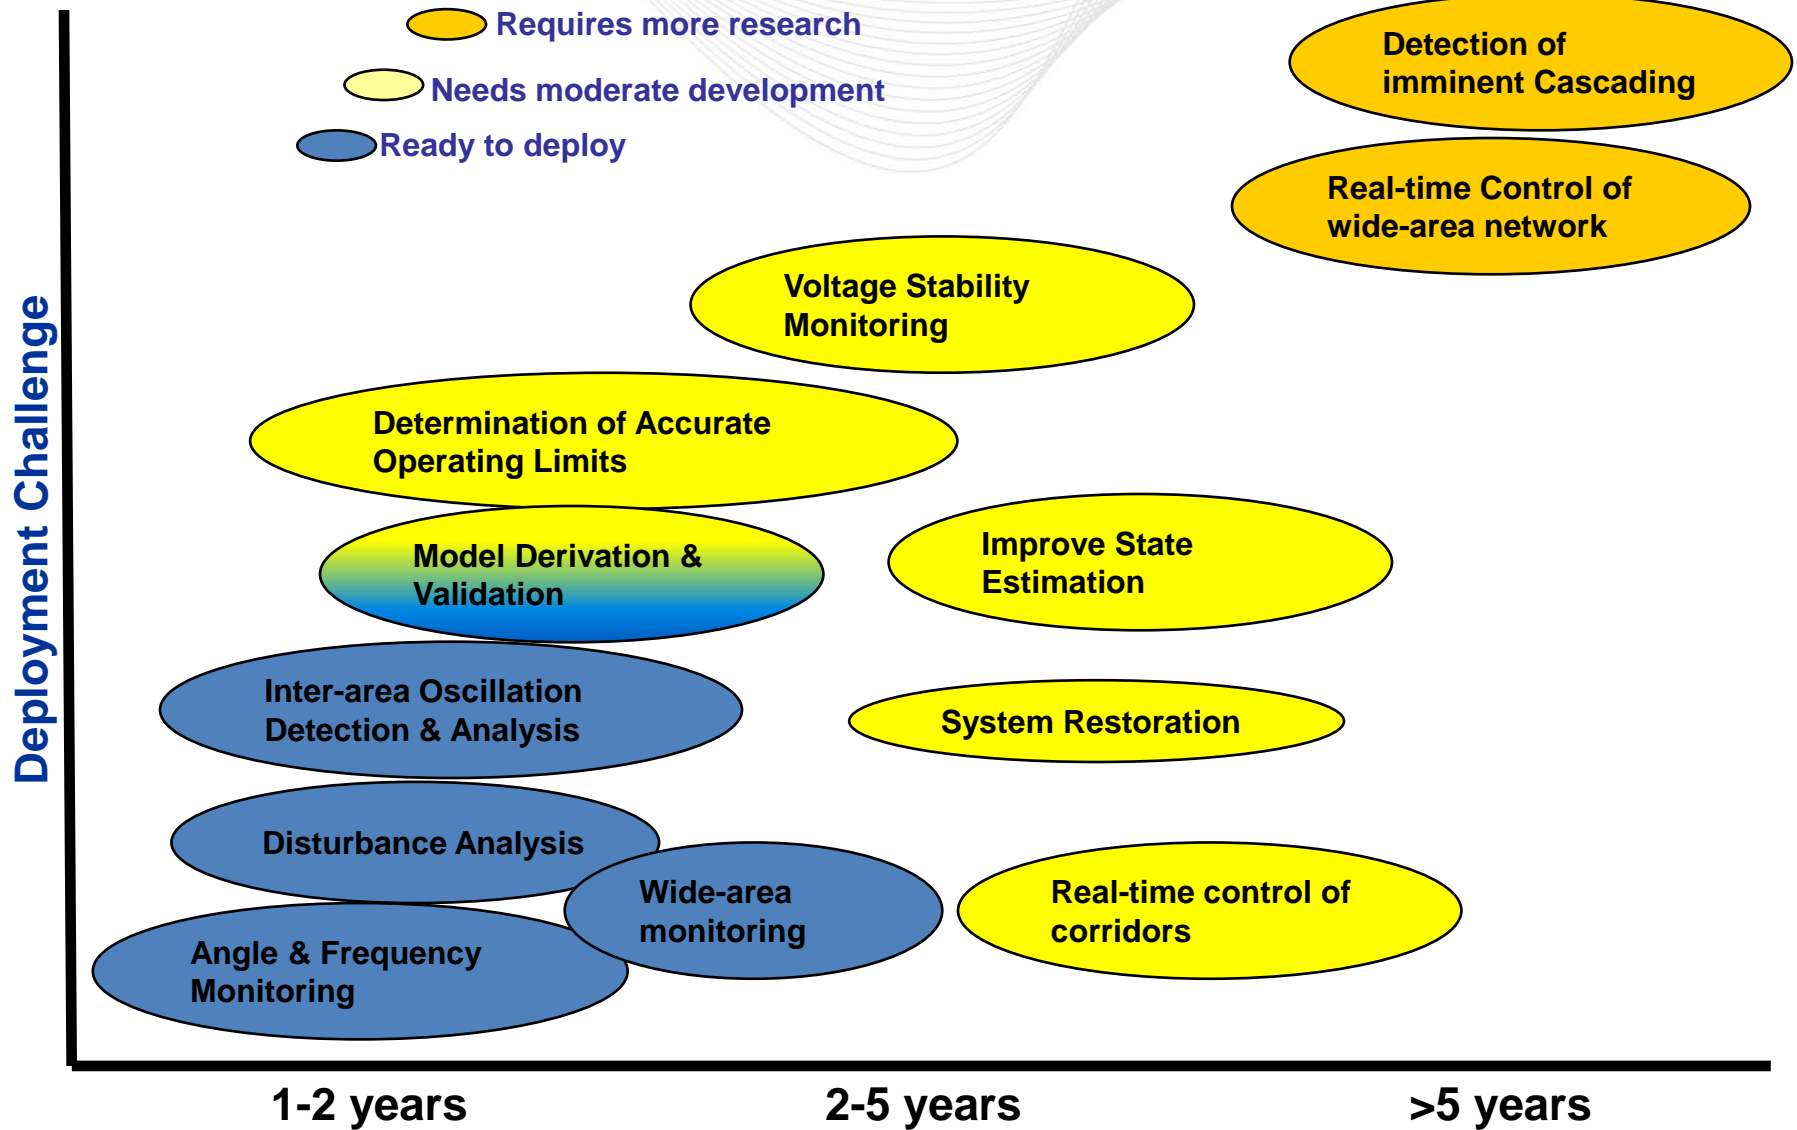 Requires more research
Needs moderate development
Ready to deploy
Detection of
imminent Cascading
Real-time Control of
wide-area network
Voltage Stability
Monitoring
Determination of Accurate
Operating Limits
Model Derivation &
Validation
Improve State
Estimation
Inter-area Oscillation
Detection & Analysis
System Restoration
Disturbance Analysis
Wide-area
monitoring
Real-time control of
corridors
Angle & Frequency
Monitoring
Deployment Challenge
1-2 years
2-5 years
>5 years